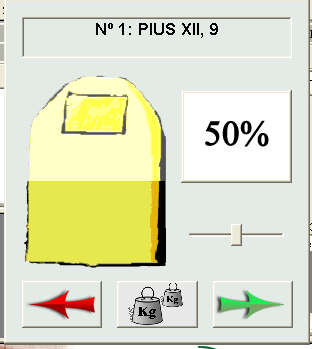 Nº 1: PIUS XII, 9
50%
Kg
Kg